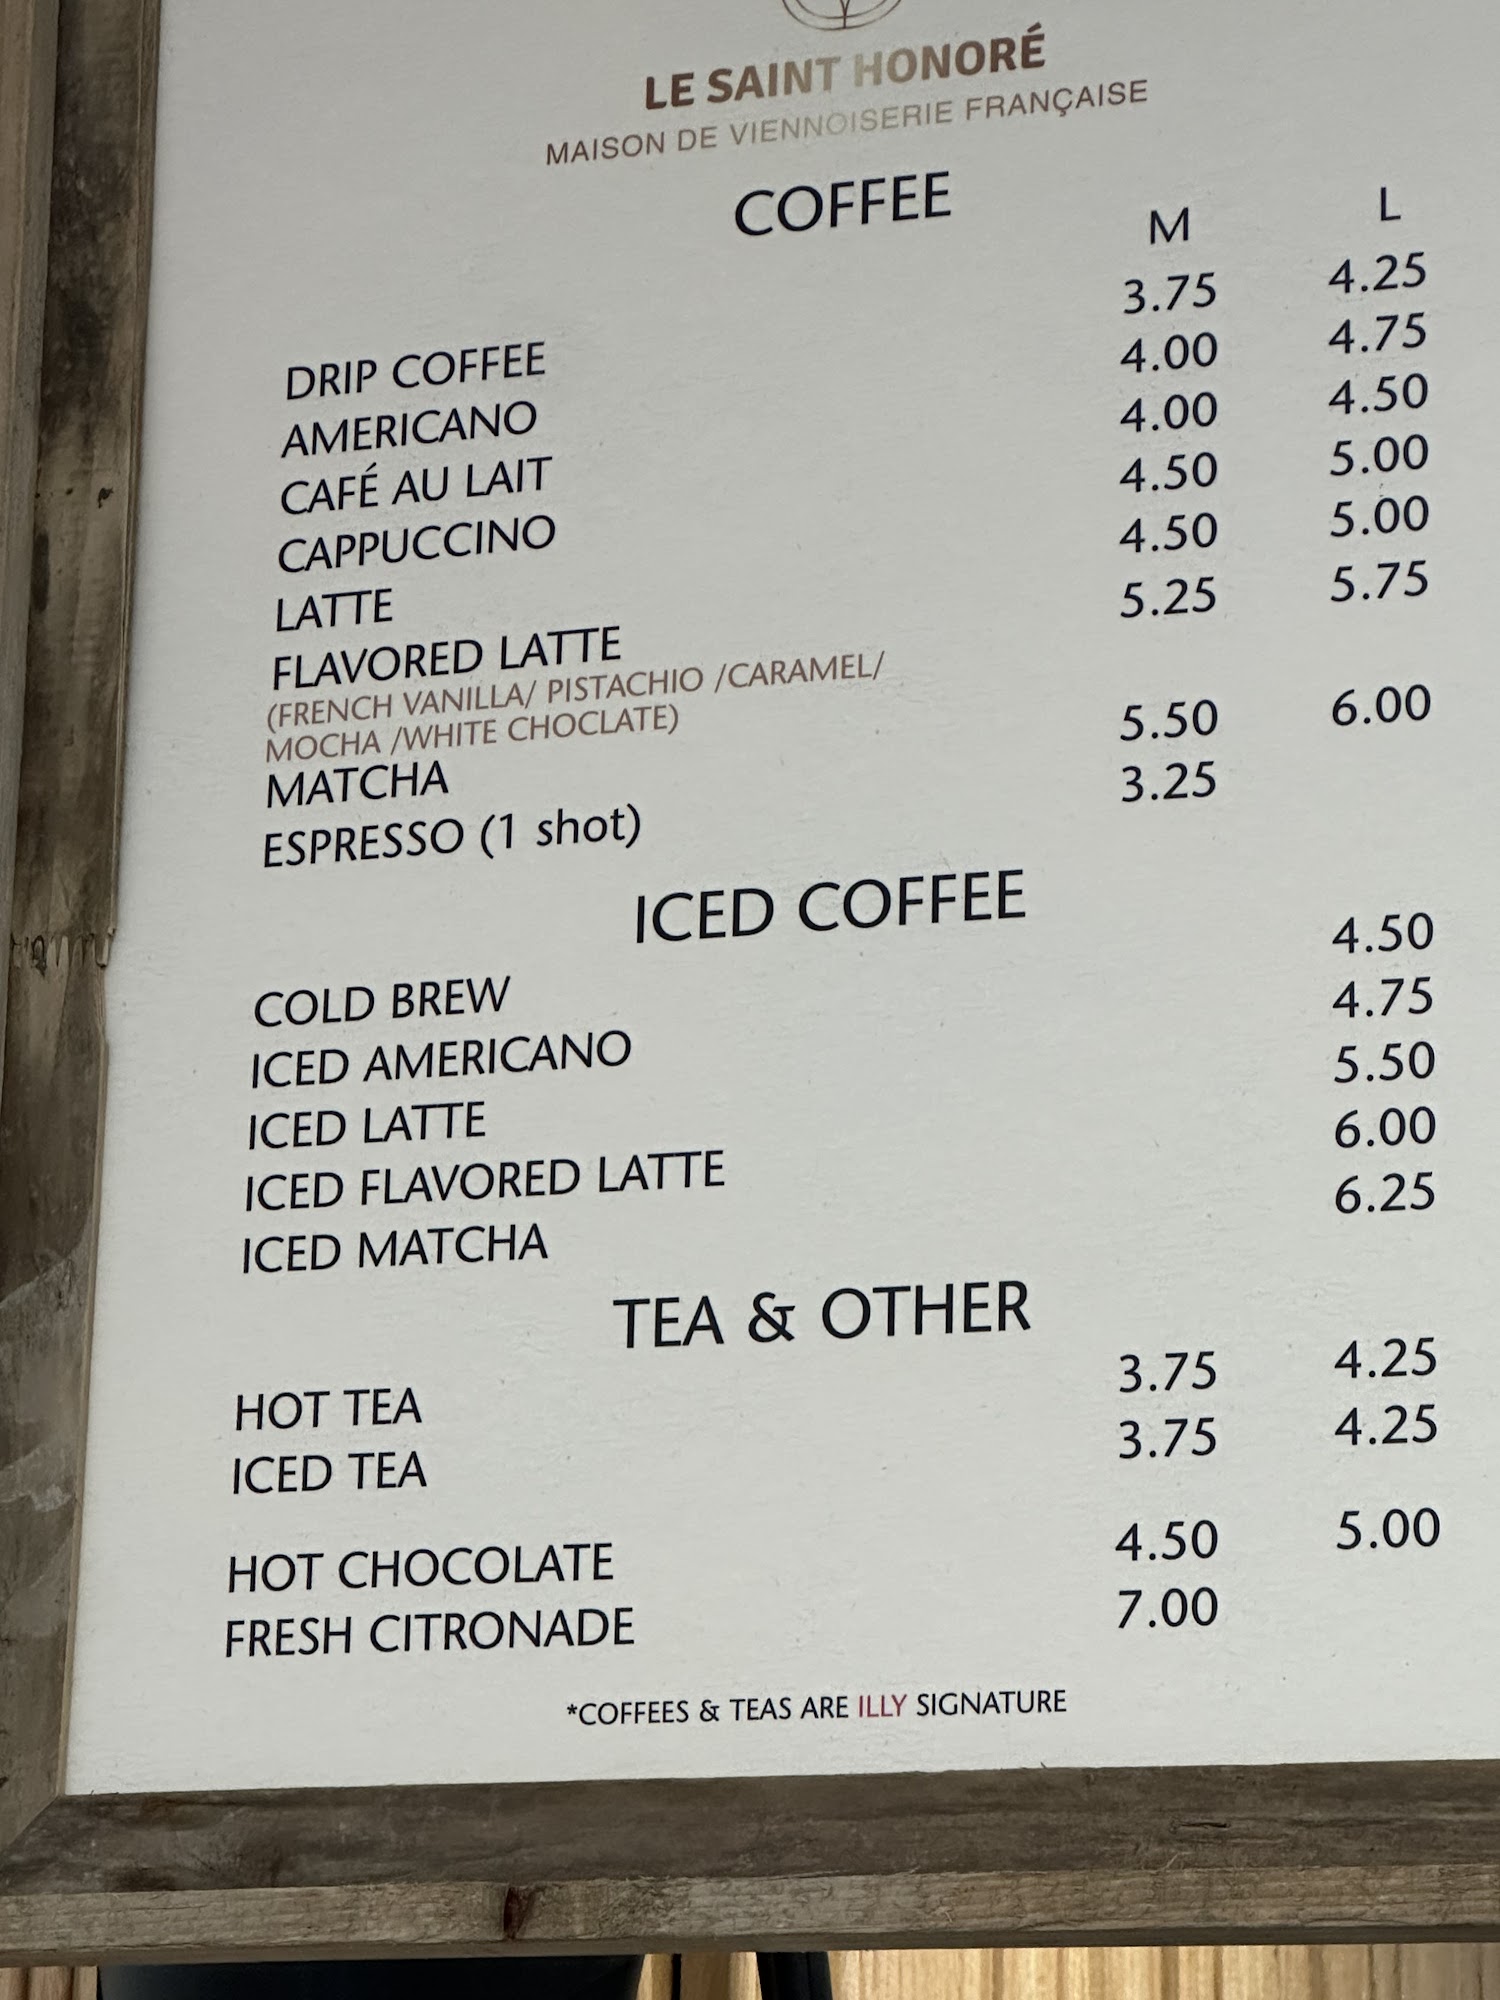 LE SAINT HONORÉ
MAISON DE VIENNOISERIE FRANÇAISE
COFFEE M L
DRIP COFFEE 3.75 4.25
AMERICANO 4.00 4.75
CAFÉ AU LAIT 4.00 4.50
CAPPUCCINO 4.50 5.00
LATTE 4.50 5.00
FLAVORED LATTE 5.25 5.75
(FRENCH VANILLA/ PISTACHIO /CARAMEL/
MOCHA /WHITE CHOCLATE)
MATCHA 5.50 6.00
ESPRESSO (1 shot) 3.25
ICED COFFEE
COLD BREW 4.50
ICED AMERICANO 4.75
ICED LATTE 5.50
ICED FLAVORED LATTE 6.00
ICED MATCHA 6.25
TEA & OTHER
HOT TEA 3.75 4.25
ICED TEA 3.75 4.25
HOT CHOCOLATE 4.50 5.00
FRESH CITRONADE 7.00
*COFFEES & TEAS ARE ILLY SIGNATURE